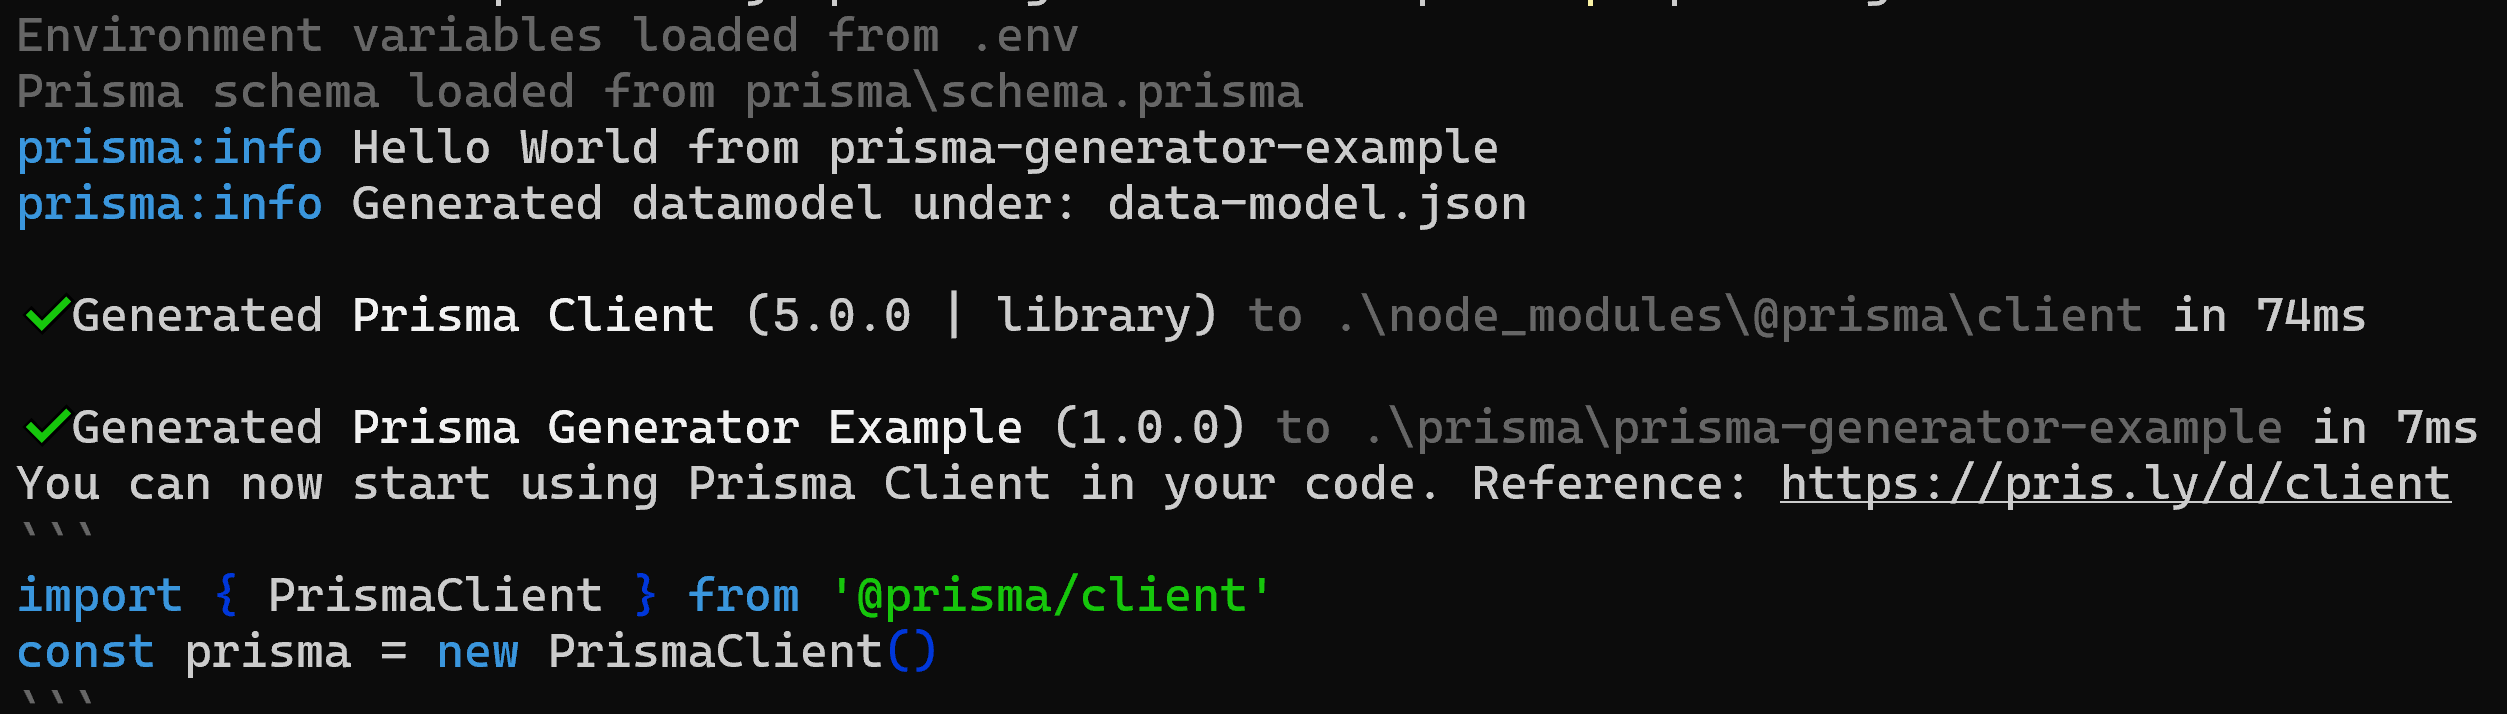 Environment variables loaded from .env
Prisma schema loaded from prisma\schema.prisma
prisma:info Hello World from prisma-generator-example
prisma:info Generated datamodel under: data-model.json
✔Generated Prisma Client (5.0.0 | library) to .\node_modules\@prisma\client in 74ms
✔Generated Prisma Generator Example (1.0.0) to .\prisma\prisma-generator-example in 7ms
You can now start using Prisma Client in your code. Reference: https://pris.ly/d/client
```
import { PrismaClient } from '@prisma/client'
const prisma = new PrismaClient()
```